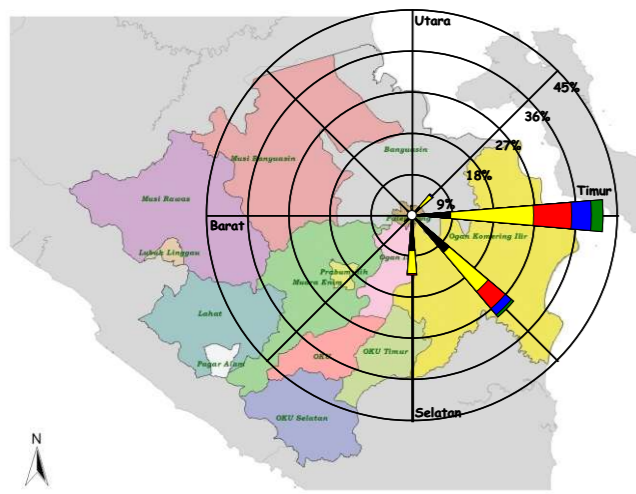 Utara
45%
36%
27%
18%
9%
Timur
Barat
Selatan
Musi Banyuasin
Banyuasin
Musi Rawas
Lubuk Linggau
Ogan Komering Ilir
Muara Enim
Lahat
Pagar Alam
OKU
OKU Timur
OKU Selatan
N